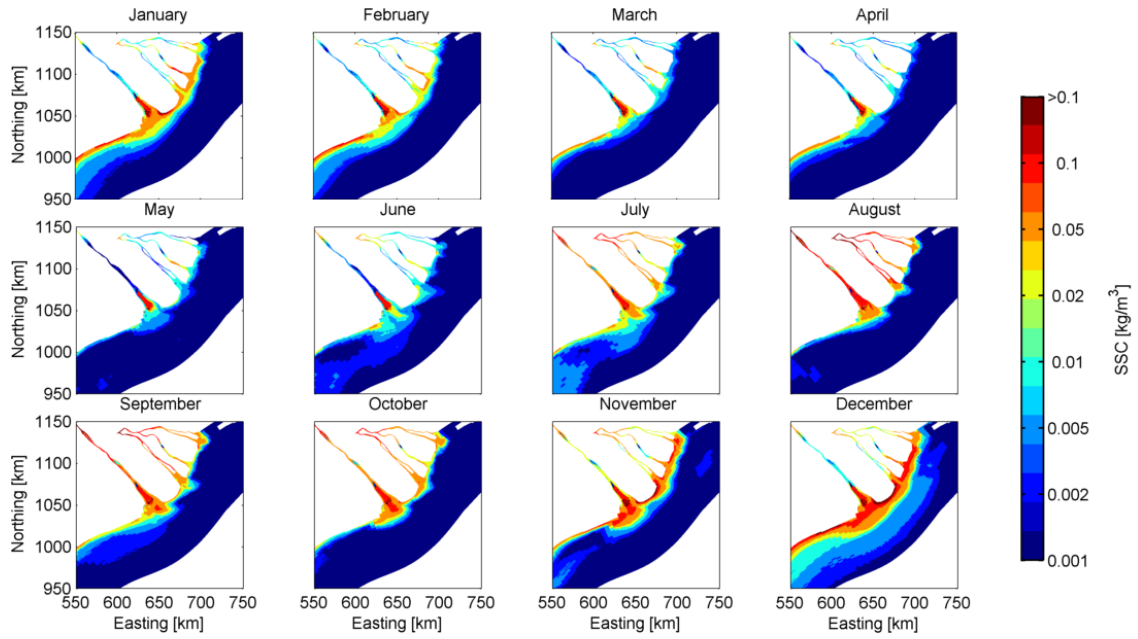 January February March April
1150
1100
1050
1000
950
Northing [km]
May June July August
1150
1100
1050
1000
950
Northing [km]
September October November December
1150
1100
1050
1000
950
Northing [km]
550 600 650 700 750 550 600 650 700 750 550 600 650 700 750 550 600 650 700 750
Easting [km] Easting [km] Easting [km] Easting [km]
>0.1
0.1
0.05
0.02
0.01
0.005
0.002
0.001
SSC [kg/m³]